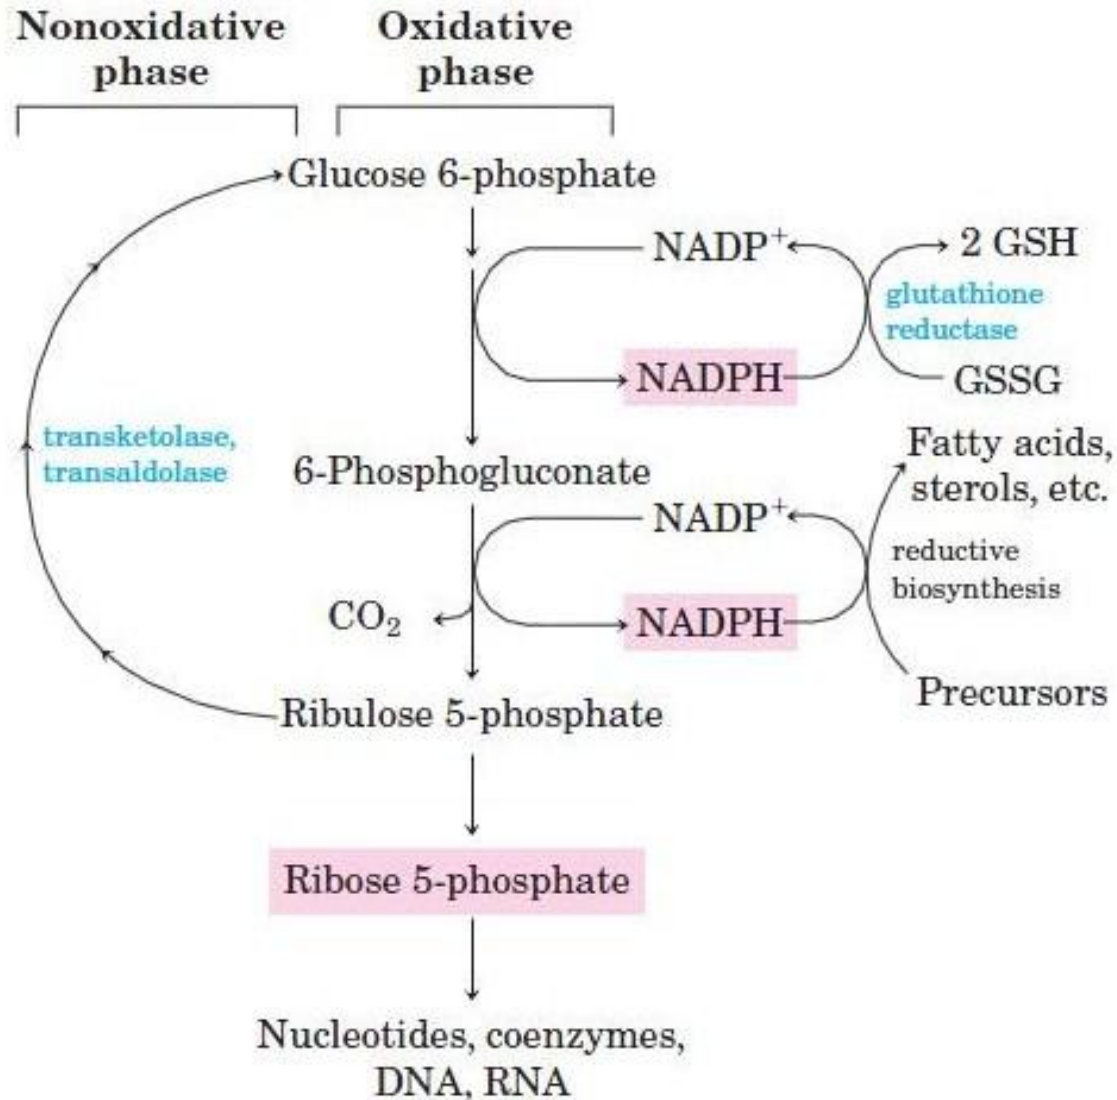 Nonoxidative
phase
Oxidative
phase
Glucose 6-phosphate
NADP⁺
2 GSH
glutathione
reductase
NADPH
GSSG
transketolase,
transaldolase
6-Phosphogluconate
Fatty acids,
sterols, etc.
NADP⁺
reductive
biosynthesis
CO₂
NADPH
Precursors
Ribulose 5-phosphate
Ribose 5-phosphate
Nucleotides, coenzymes,
DNA, RNA